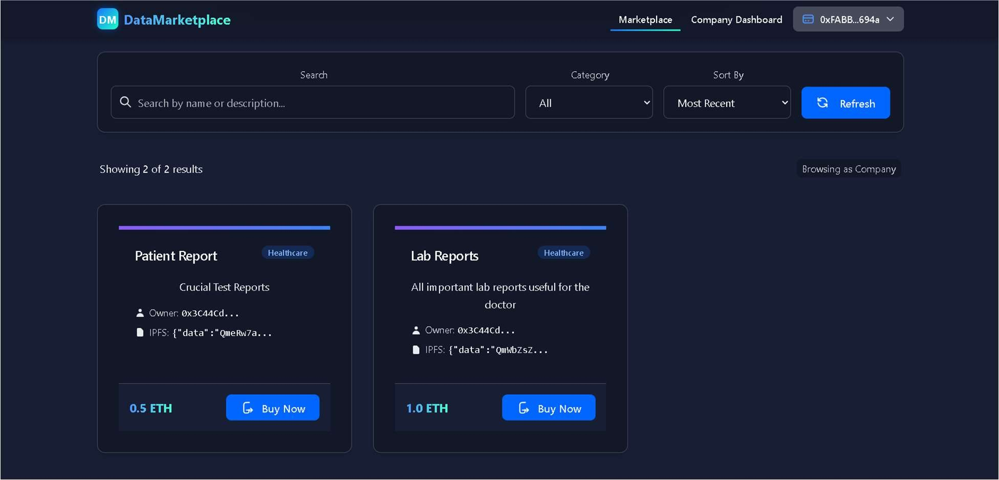 DM DataMarketplace
Marketplace
Company Dashboard
0xFABB...694a
Search
Category
Sort By
Search by name or description...
All
Most Recent
Refresh
Showing 2 of 2 results
Browsing as Company
Patient Report
Healthcare
Crucial Test Reports
Owner: 0x3C44Cd...
IPFS: {"data":"QmeRw7a...
0.5 ETH
Buy Now
Lab Reports
Healthcare
All important lab reports useful for the
doctor
Owner: 0x3C44Cd...
IPFS: {"data":"QmWbZsZ...
1.0 ETH
Buy Now